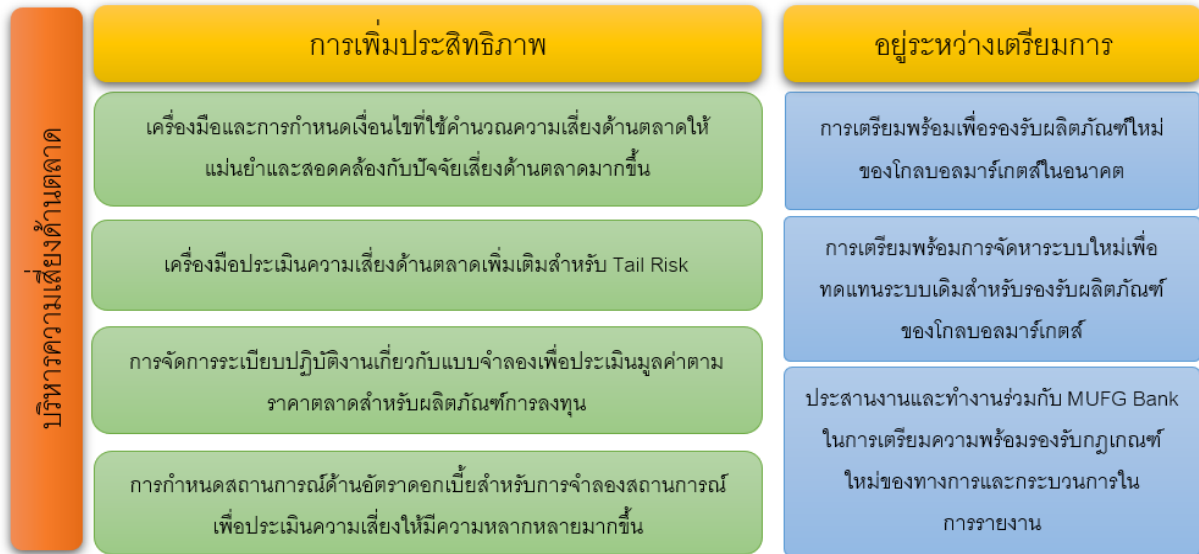 บริหารความเสี่ยงด้านตลาด
การเพิ่มประสิทธิภาพ
เครื่องมือและการกำหนดเงื่อนไขที่ใช้คำนวณความเสี่ยงด้านตลาดให้
แม่นยำและสอดคล้องกับปัจจัยเสี่ยงด้านตลาดมากขึ้น
เครื่องมือประเมินความเสี่ยงด้านตลาดเพิ่มเติมสำหรับ Tail Risk
การจัดการระเบียบปฏิบัติงานเกี่ยวกับแบบจำลองเพื่อประเมินมูลค่าตาม
ราคาตลาดสำหรับผลิตภัณฑ์การลงทุน
การกำหนดสถานการณ์ด้านอัตราดอกเบี้ยสำหรับการจำลองสถานการณ์
เพื่อประเมินความเสี่ยงให้มีความหลากหลายมากขึ้น
อยู่ระหว่างเตรียมการ
การเตรียมพร้อมเพื่อรองรับผลิตภัณฑ์ใหม่
ของโกลบอลมาร์เกตส์ในอนาคต
การเตรียมพร้อมการจัดหาระบบใหม่เพื่อ
ทดแทนระบบเดิมสำหรับรองรับผลิตภัณฑ์
ของโกลบอลมาร์เกตส์
ประสานงานและทำงานร่วมกับ MUFG Bank
ในการเตรียมความพร้อมรองรับกฎเกณฑ์
ใหม่ของทางการและกระบวนการใน
การรายงาน